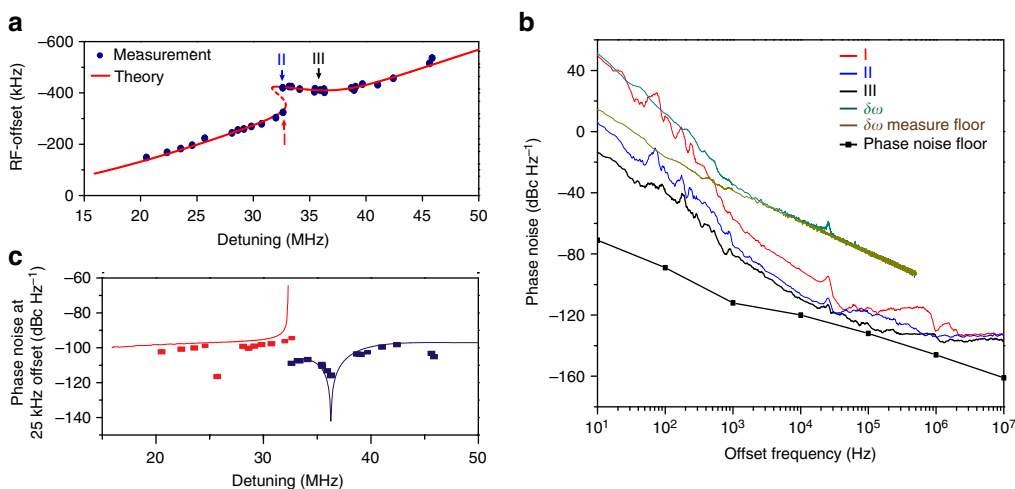 a
−600
−400
−200
0
RF-offset (kHz)
Measurement
Theory
II
III
I
15
20
25
30
35
40
45
50
Detuning (MHz)
c
−60
−80
−100
−120
−140
Phase noise at
25 kHz offset (dBc Hz⁻¹)
20
30
40
50
Detuning (MHz)
b
40
0
−40
−80
−120
−160
Phase noise (dBc Hz⁻¹)
I
II
III
δω
δω measure floor
Phase noise floor
10¹
10²
10³
10⁴
10⁵
10⁶
10⁷
Offset frequency (Hz)